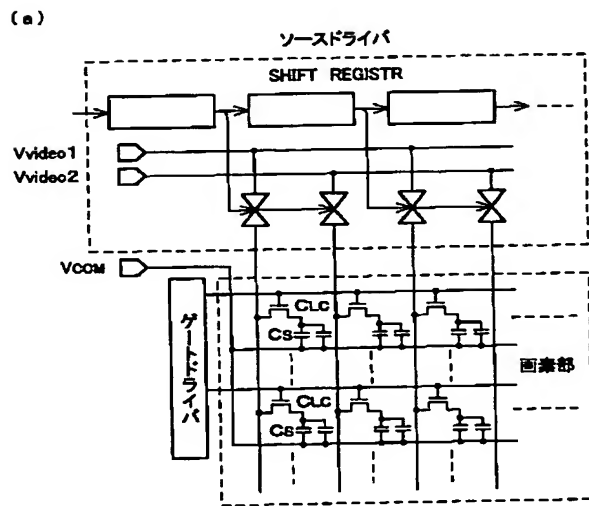 (a)
ソースドライバ
SHIFT REGISTR
Vvideo1
Vvideo2
VCOM
CLC
CS
ゲートドライバ
画素部
CLC
CS